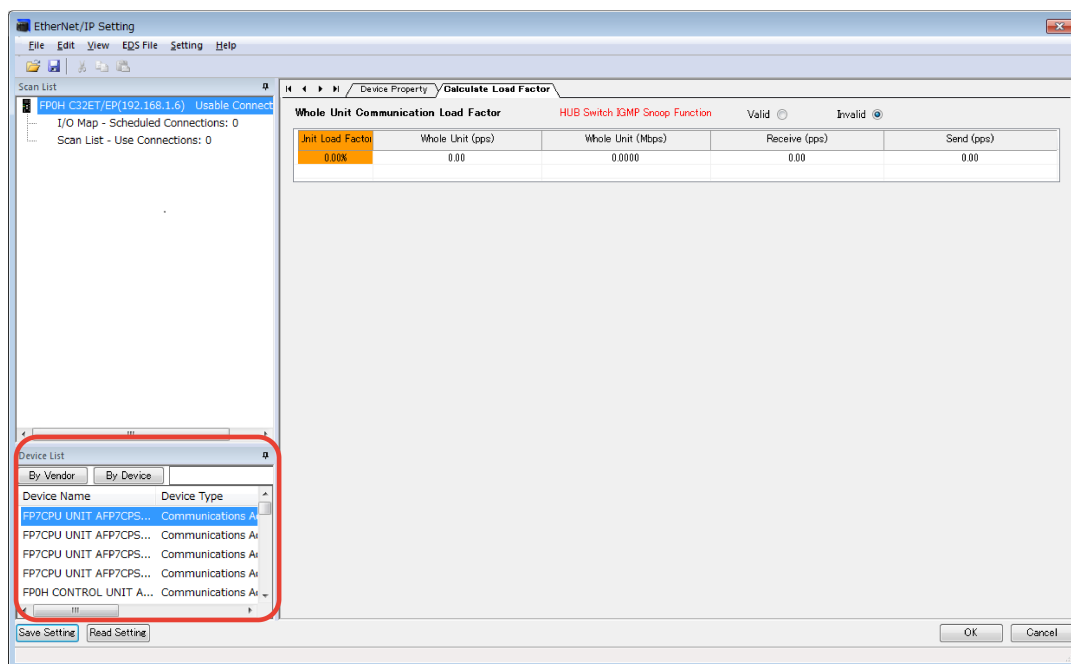 EtherNet/IP Setting
File Edit View EDS File Setting Help
Scan List
FP0H C32ET/EP(192.168.1.6) Usable Connect
I/O Map - Scheduled Connections: 0
Scan List - Use Connections: 0
Device Property Calculate Load Factor
Whole Unit Communication Load Factor HUB Switch IGMP Snoop Function Valid Invalid
Unit Load Factor Whole Unit (pps) Whole Unit (Mbps) Receive (pps) Send (pps)
0.00% 0.00 0.0000 0.00 0.00
Device List
By Vendor By Device
Device Name Device Type
FP7CPU UNIT AFP7CPS... Communications A
FP7CPU UNIT AFP7CPS... Communications A
FP7CPU UNIT AFP7CPS... Communications A
FP7CPU UNIT AFP7CPS... Communications A
FP0H CONTROL UNIT A... Communications A
Save Setting Read Setting OK Cancel